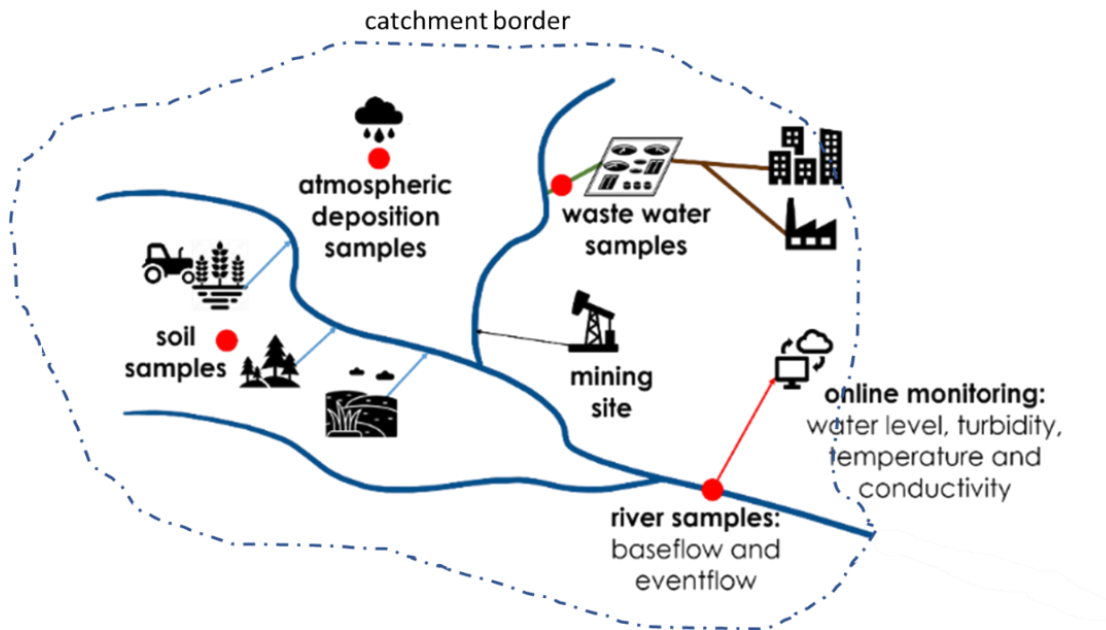 catchment border
atmospheric
deposition
samples
waste water
samples
soil
samples
mining
site
online monitoring:
water level, turbidity,
temperature and
conductivity
river samples:
baseflow and
eventflow